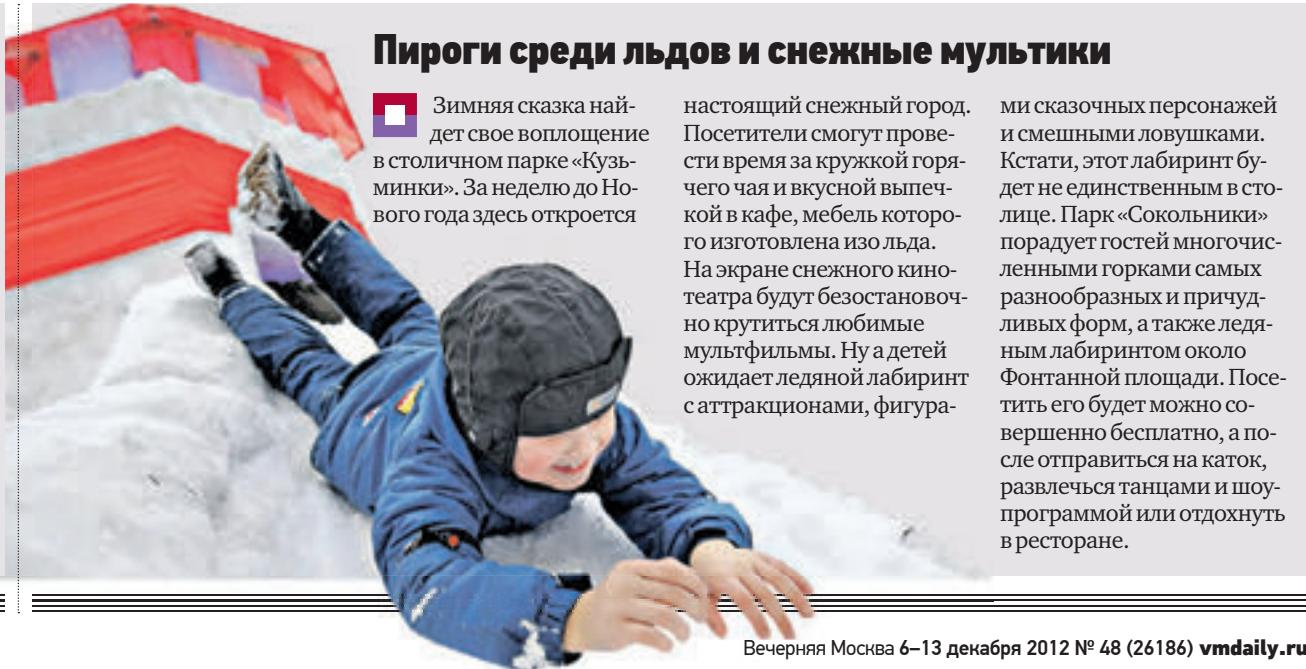 Пироги среди льдов и снежные мультики
Зимняя сказка най-
дет свое воплощение
в столичном парке «Кузь-
минки». За неделю до Но-
вого года здесь откроется
настоящий снежный город.
Посетители смогут прове-
сти время за кружкой горя-
чего чая и вкусной выпеч-
кой в кафе, мебель которо-
го изготовлена изо льда.
На экране снежного кино-
театра будут безостановоч-
но крутиться любимые
мультфильмы. Ну а детей
ожидает ледяной лабиринт
с аттракционами, фигура-
ми сказочных персонажей
и смешными ловушками.
Кстати, этот лабиринт бу-
дет не единственным в сто-
лице. Парк «Сокольники»
порадует гостей многочис-
ленными горками самых
разнообразных и причуд-
ливых форм, а также ледя-
ным лабиринтом около
Фонтанной площади. Посе-
тить его будет можно со-
вершенно бесплатно, а по-
сле отправиться на каток,
развлечься танцами и шоу-
программой или отдохнуть
в ресторане.
Вечерняя Москва 6–13 декабря 2012 № 48 (26186) vmdaily.ru